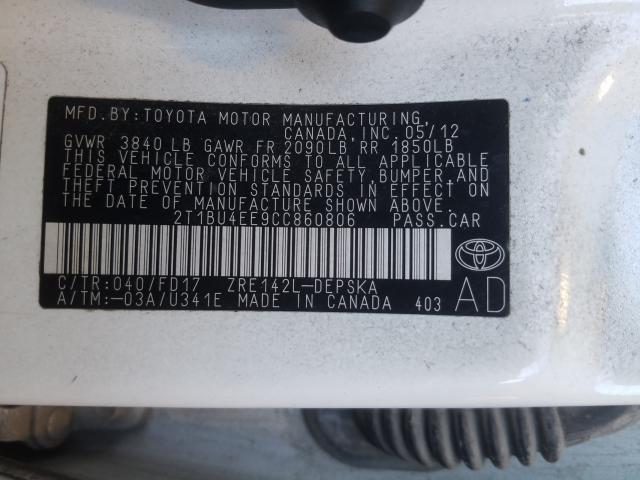 MFD.BY:TOYOTA MOTOR MANUFACTURING,
CANADA,INC.05/12
GVWR 3840 LB GAWR FR 2090LB RR 1850LB
THIS VEHICLE CONFORMS TO ALL APPLICABLE
FEDERAL MOTOR VEHICLE SAFETY,BUMPER,AND
THEFT PREVENTION STANDARDS IN EFFECT ON
THE DATE OF MANUFACTURE SHOWN ABOVE.
2T1BU4EE9CC860806 PASS.CAR
C/TR:040/FD17 ZRE142L-DEPSKA
A/TM:-03A/U341E MADE IN CANADA 403
AD